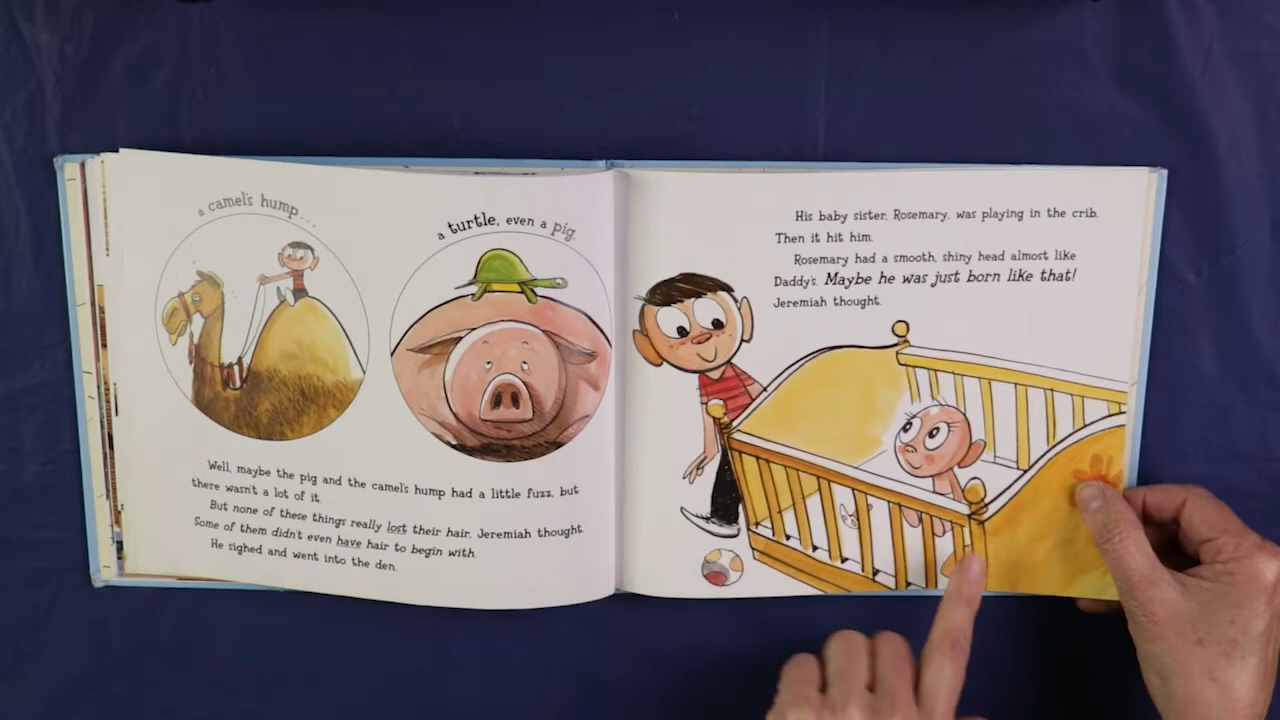 a camel's hump....
a turtle, even a pig.
Well, maybe the pig and the camel's hump had a little fuzz, but
there wasn't a lot of it.
But none of these things really lost their hair, Jeremiah thought.
Some of them didn't even have hair to begin with.
He sighed and went into the den.
His baby sister, Rosemary, was playing in the crib.
Then it hit him.
Rosemary had a smooth, shiny head almost like
Daddy's. Maybe he was just born like that!
Jeremiah thought.